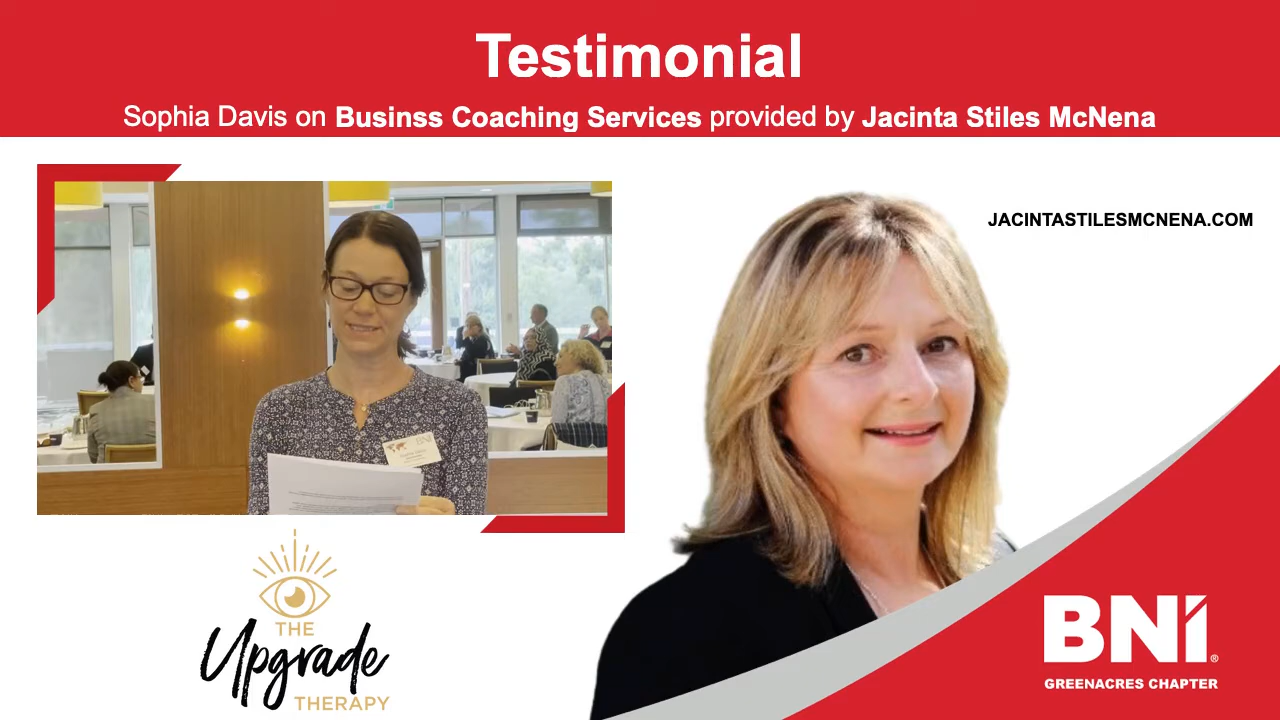 Testimonial
Sophia Davis on Businss Coaching Services provided by Jacinta Stiles McNena
JACINTASTILESMCNENA.COM
BNI
THE
Upgrade
THERAPY
BNI®
GREENACRES CHAPTER